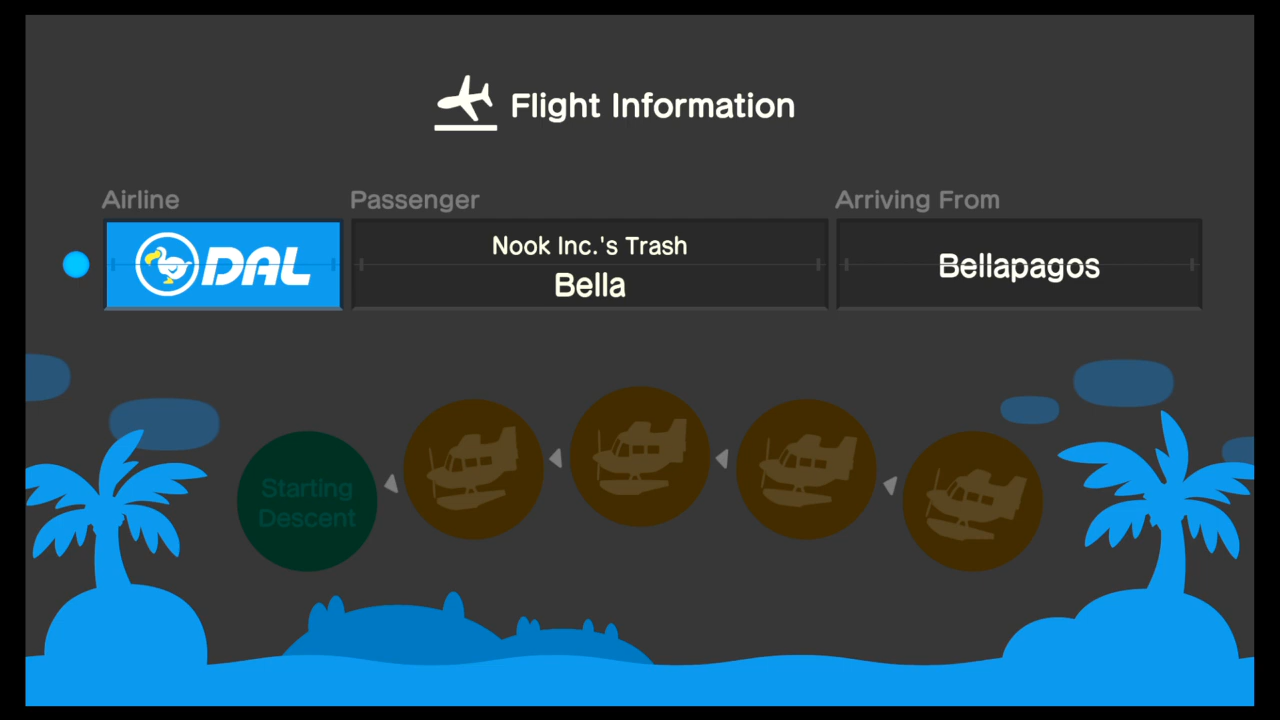 Flight Information
Airline
Passenger
Arriving From
DAL
Nook Inc.'s Trash
Bella
Bellapagos
Starting
Descent